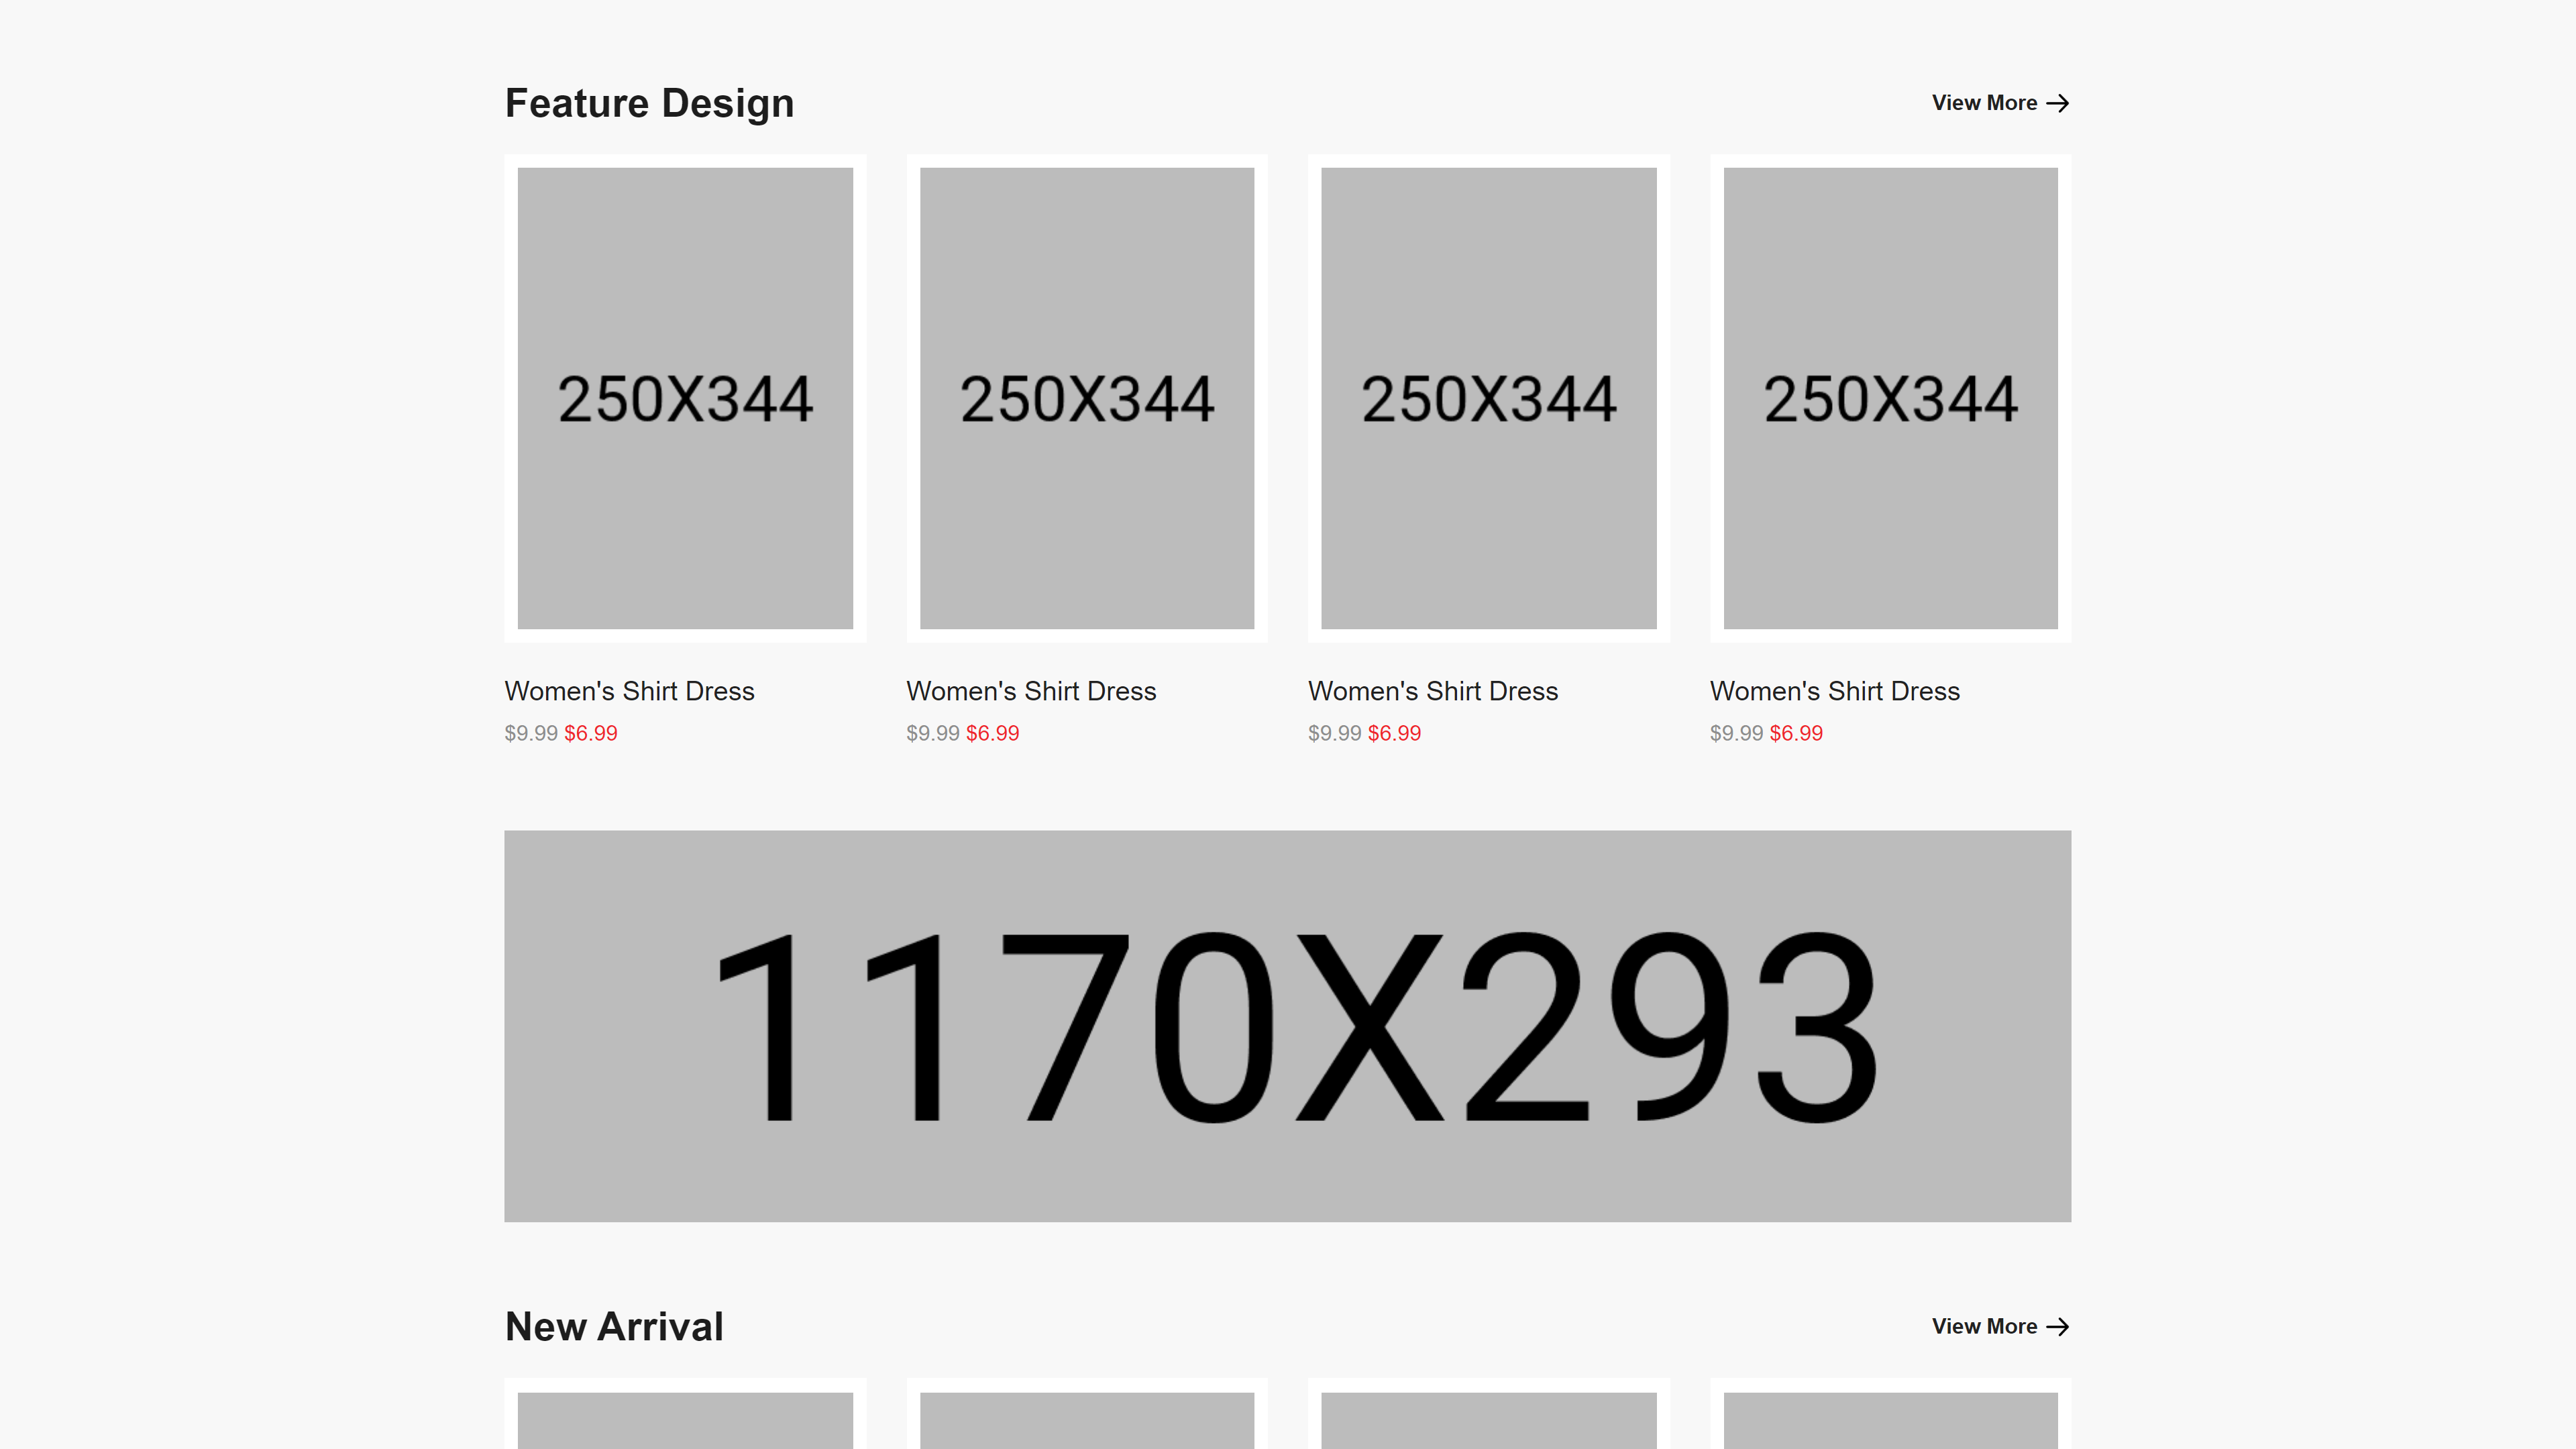 Feature Design
View More
250X344
250X344
250X344
250X344
Women's Shirt Dress
Women's Shirt Dress
Women's Shirt Dress
Women's Shirt Dress
$9.99 $6.99
$9.99 $6.99
$9.99 $6.99
$9.99 $6.99
1170X293
New Arrival
View More